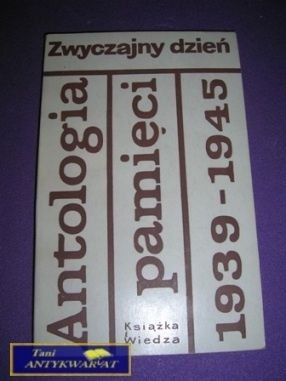 Zwyczajny dzień
Antologia
pamięci
1939-1945
Książka
i Wiedza
Tani
ANTYKWARIAT